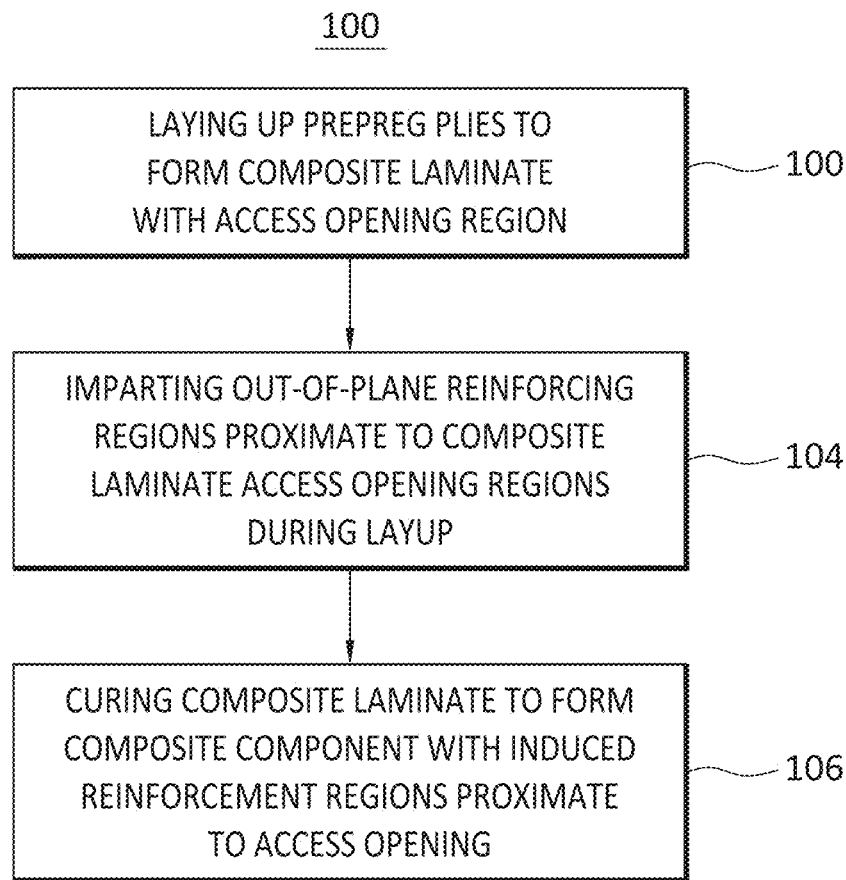 100
LAYING UP PREPREG PLIES TO
FORM COMPOSITE LAMINATE
WITH ACCESS OPENING REGION
100
IMPARTING OUT-OF-PLANE REINFORCING
REGIONS PROXIMATE TO COMPOSITE
LAMINATE ACCESS OPENING REGIONS
DURING LAYUP
104
CURING COMPOSITE LAMINATE TO FORM
COMPOSITE COMPONENT WITH INDUCED
REINFORCEMENT REGIONS PROXIMATE
TO ACCESS OPENING
106